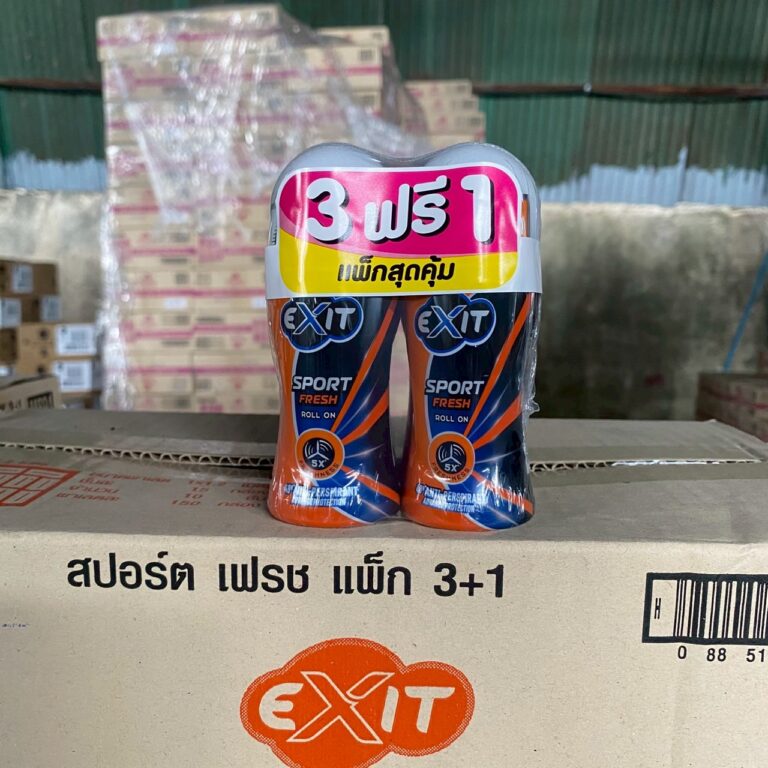 3 ฟรี 1
แพ็กสุดคุ้ม
EXIT
SPORT
FRESH
ROLL ON
5X
EXIT
SPORT
FRESH
ROLL ON
5X
ANTI-PERSPIRANT
สปอร์ต เฟรช แพ็ก 3+1
H
0 88 51
EXIT